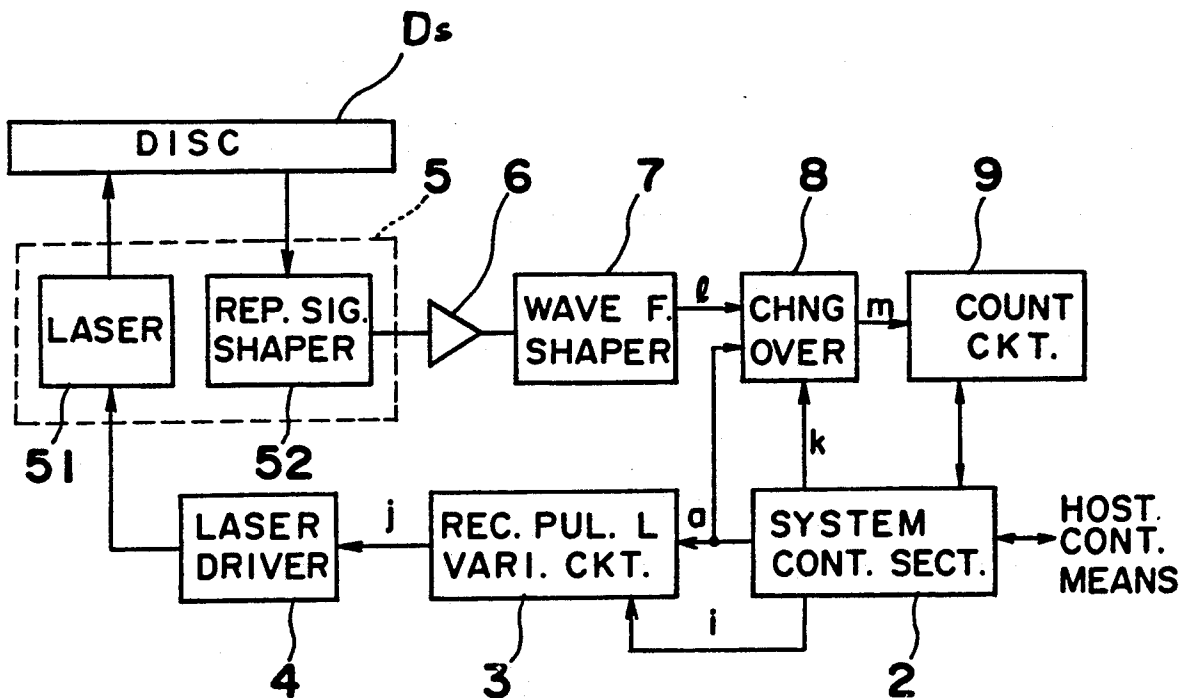 Ds
DISC
5
6
7
8
9
LASER
REP. SIG.
SHAPER
WAVE F.
SHAPER
l
CHNG
OVER
m
COUNT
CKT.
51
52
k
j
LASER
DRIVER
REC. PUL. L
VARI. CKT.
a
SYSTEM
CONT. SECT.
HOST.
CONT.
MEANS
i
4
3
2